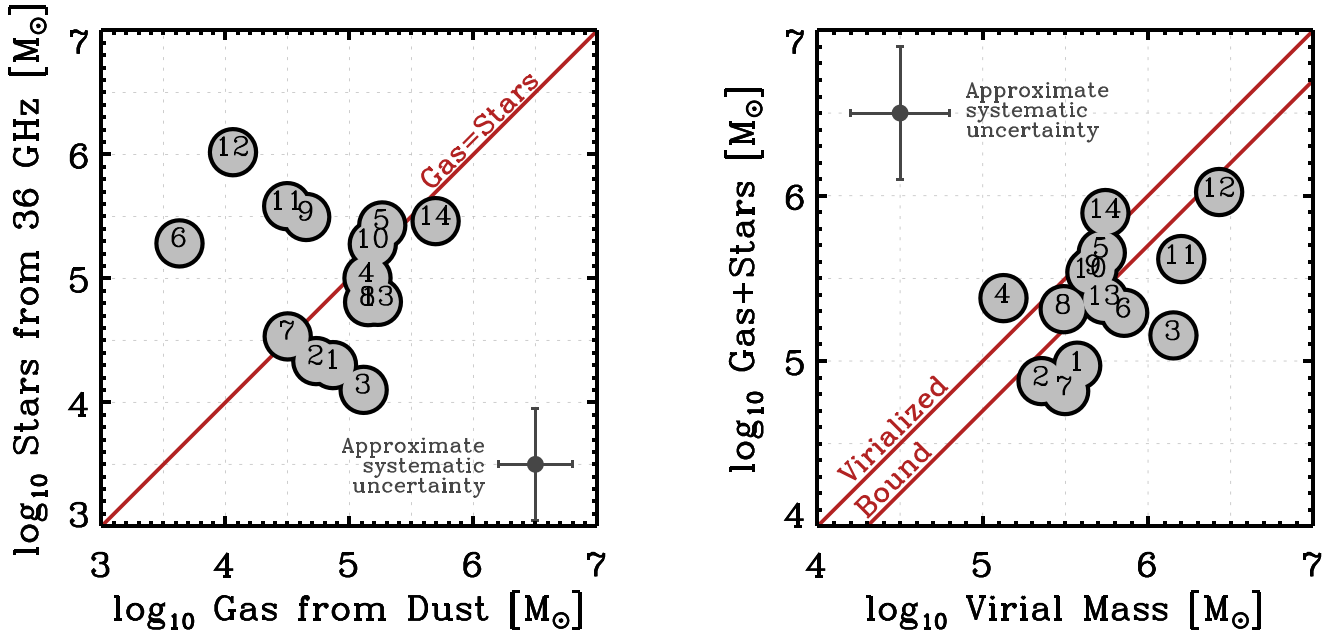 log₁₀ Stars from 36 GHz [M⊙]
7
6
5
4
3
Gas=Stars
12
11
9
6
5
14
10
4
8
13
7
2
1
3
Approximate
systematic
uncertainty
3 4 5 6 7
log₁₀ Gas from Dust [M⊙]
log₁₀ Gas+Stars [M⊙]
7
6
5
4
Approximate
systematic
uncertainty
12
14
5
11
9
10
4
13
8
6
3
1
2
7
Virialized
Bound
4 5 6 7
log₁₀ Virial Mass [M⊙]